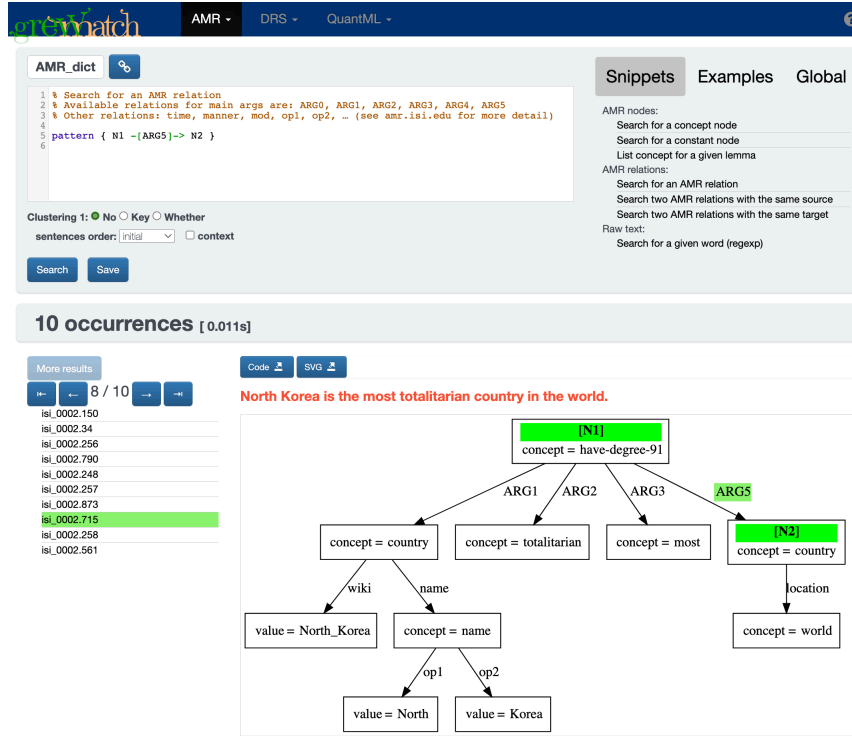 grewmatch
AMR
DRS
QuantML
?
AMR_dict
1 % Search for an AMR relation
2 % Available relations for main args are: ARG0, ARG1, ARG2, ARG3, ARG4, ARG5
3 % Other relations: time, manner, mod, op1, op2, … (see amr.isi.edu for more detail)
4
5 pattern { N1 -[ARG5]-> N2 }
6
Clustering 1: No Key Whether
sentences order: initial context
Search Save
Snippets Examples Global
AMR nodes:
Search for a concept node
Search for a constant node
List concept for a given lemma
AMR relations:
Search for an AMR relation
Search two AMR relations with the same source
Search two AMR relations with the same target
Raw text:
Search for a given word (regexp)
10 occurrences [ 0.011s]
More results
8 / 10
isi_0002.150
isi_0002.34
isi_0002.256
isi_0002.790
isi_0002.248
isi_0002.257
isi_0002.873
isi_0002.715
isi_0002.258
isi_0002.561
Code SVG
North Korea is the most totalitarian country in the world.
[N1]
concept = have-degree-91
ARG1 ARG2 ARG3 ARG5
concept = country
concept = totalitarian
concept = most
[N2]
concept = country
wiki name location
value = North_Korea
concept = name
concept = world
op1 op2
value = North
value = Korea